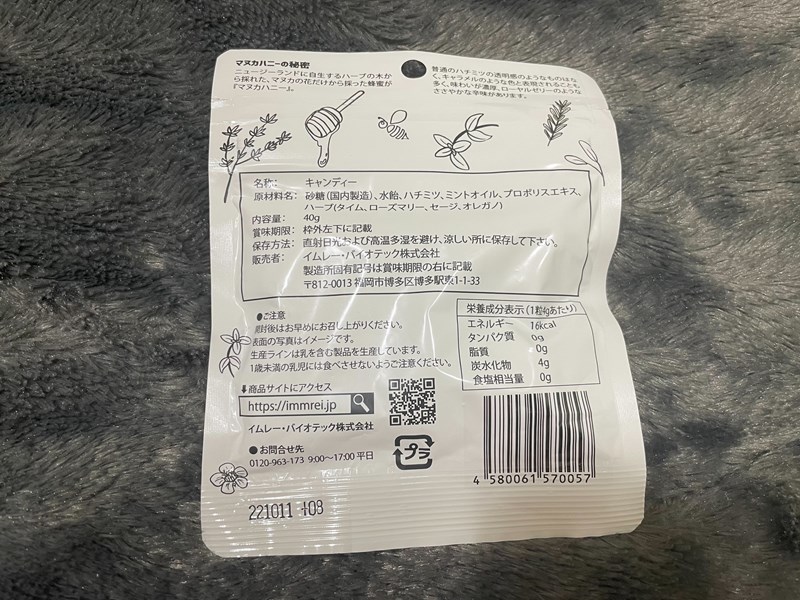 マヌカハニーの秘密
ニュージーランドに自生するハーブの木か
ら採れた、マヌカの花だけから採った蜂蜜が
『マヌカハニー』。
普通のハチミツの透明感のようなものはな
く、キャラメルのような色と表現されることも
多く、味わいが濃厚、ローヤルゼリーのような
ささやかな辛味があります。
名称: キャンディー
原材料名: 砂糖(国内製造)、水飴、ハチミツ、ミントオイル、プロポリスエキス、
ハーブ(タイム、ローズマリー、セージ、オレガノ)
内容量: 40g
賞味期限: 枠外左下に記載
保存方法: 直射日光および高温多湿を避け、涼しい所に保存して下さい。
販売者: イムレー・バイオテック株式会社
製造所固有記号は賞味期限の右に記載
〒812-0013 福岡市博多区博多駅東1-1-33
●ご注意
開封後はお早めにお召し上がりください。
表面の写真はイメージです。
生産ラインは乳を含む製品を生産しています。
1歳未満の乳児には食べさせないようご注意ください。
⬇商品サイトにアクセス
https://immrei.jp
イムレー・バイオテック株式会社
●お問合せ先
0120-963-173 9:00〜17:00 平日
プラ
栄養成分表示(1粒4gあたり)
エネルギー 16kcal
タンパク質 0g
脂質 0g
炭水化物 4g
食塩相当量 0g
4 580061 570057
221011